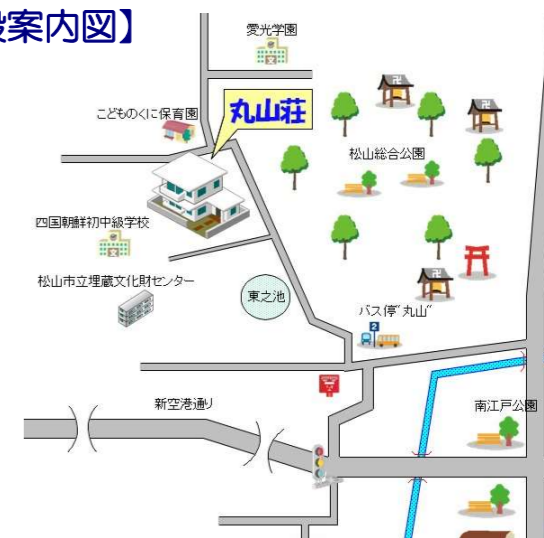 設案内図】
愛光学園
こどものくに保育園
丸山荘
松山総合公園
四国朝鮮初中級学校
松山市立埋蔵文化財センター
東之池
バス停“丸山”
2
新空港通り
南江戸公園